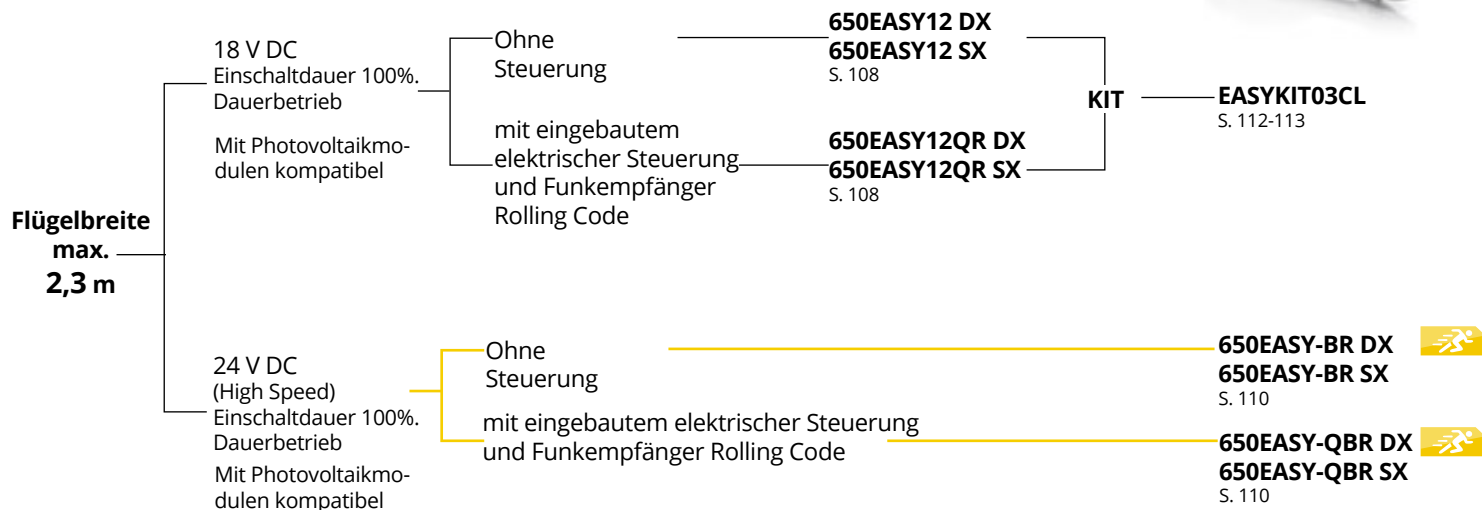 Flügelbreite
max.
2,3 m
18 V DC
Einschaltdauer 100%.
Dauerbetrieb
Mit Photovoltaikmo-
dulen kompatibel
Ohne
Steuerung
650EASY12 DX
650EASY12 SX
S. 108
mit eingebautem
elektrischer Steuerung
und Funkempfänger
Rolling Code
650EASY12QR DX
650EASY12QR SX
S. 108
KIT
EASYKIT03CL
S. 112-113
24 V DC
(High Speed)
Einschaltdauer 100%.
Dauerbetrieb
Mit Photovoltaikmo-
dulen kompatibel
Ohne
Steuerung
650EASY-BR DX
650EASY-BR SX
S. 110
mit eingebautem elektrischer Steuerung
und Funkempfänger Rolling Code
650EASY-QBR DX
650EASY-QBR SX
S. 110